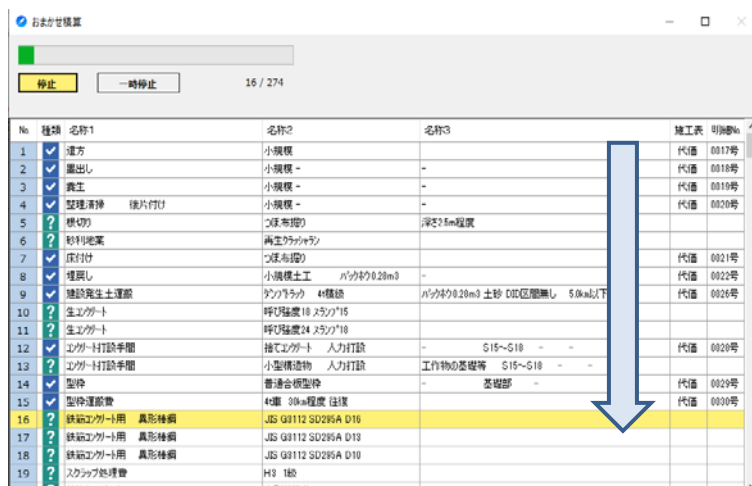 おまかせ積算
停止 一時停止 16 / 274
No. 種類 名称1 名称2 名称3 施工表 明細No
1 遣方 小規模 代価 0017号
2 墨出し 小規模 - - 代価 0018号
3 養生 小規模 - - 代価 0019号
4 整理清掃 後片付け 小規模 - - 代価 0020号
5 ? 根切り つぼ、布掘り 深さ2.5m程度
6 ? 砂利地業 再生クラッシャラン
7 床付け つぼ、布掘り 代価 0021号
8 埋戻し 小規模土工 バックホウ0.28m3 - 代価 0022号
9 建設発生土運搬 ダンプトラック 4t積級 バックホウ0.28m3 土砂 DID区間無し 5.0km以下 代価 0026号
10 ? 生コンクリート 呼び強度18 スランプ15
11 ? 生コンクリート 呼び強度24 スランプ18
12 コンクリート打設手間 捨てコンクリート 人力打設 - S15~S18 - - 代価 0028号
13 ? コンクリート打設手間 小型構造物 人力打設 工作物の基礎等 S15~S18 - -
14 型枠 普通合板型枠 - 基礎部 - 代価 0029号
15 型枠運搬費 4t車 30km程度 往復 代価 0030号
16 ? 鉄筋コンクリート用 異形棒鋼 JIS G3112 SD295A D16
17 ? 鉄筋コンクリート用 異形棒鋼 JIS G3112 SD295A D13
18 ? 鉄筋コンクリート用 異形棒鋼 JIS G3112 SD295A D10
19 ? スクラップ処理費 H3 1級